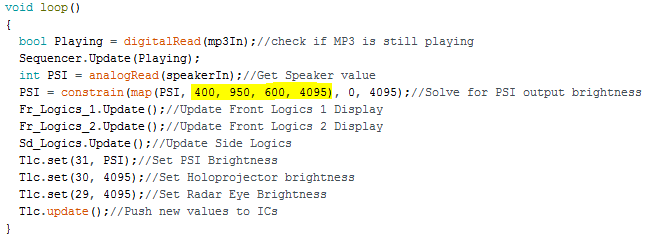 void loop()
{
bool Playing = digitalRead(mp3In);//check if MP3 is still playing
Sequencer.Update(Playing);
int PSI = analogRead(speakerIn);//Get Speaker value
PSI = constrain(map(PSI, 400, 950, 600, 4095), 0, 4095);//Solve for PSI output brightness
Fr_Logics_1.Update();//Update Front Logics 1 Display
Fr_Logics_2.Update();//Update Front Logics 2 Display
Sd_Logics.Update();//Update Side Logics
Tlc.set(31, PSI);//Set PSI Brightness
Tlc.set(30, 4095);//Set Holoprojector brightness
Tlc.set(29, 4095);//Set Radar Eye Brightness
Tlc.update();//Push new values to ICs
}